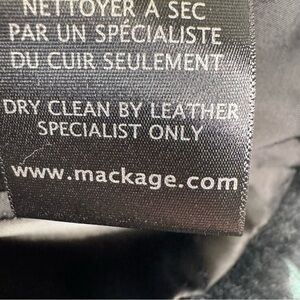 NETTOYER À SEC
PAR UN SPÉCIALISTE
DU CUIR SEULEMENT
DRY CLEAN BY LEATHER
SPECIALIST ONLY
www.mackage.com